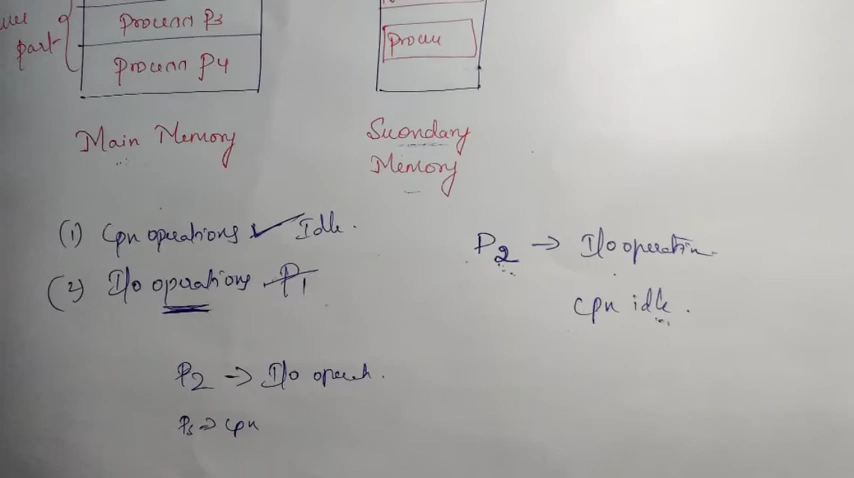 Process P3
part
Process P4
Process
Main Memory
Secondary
Memory
(1) Cpu operations ✓ Idle.
(2) I/o operations P1
P2 → I/o operation
Cpu idle.
P2 → I/o operath.
P3 → Cpu